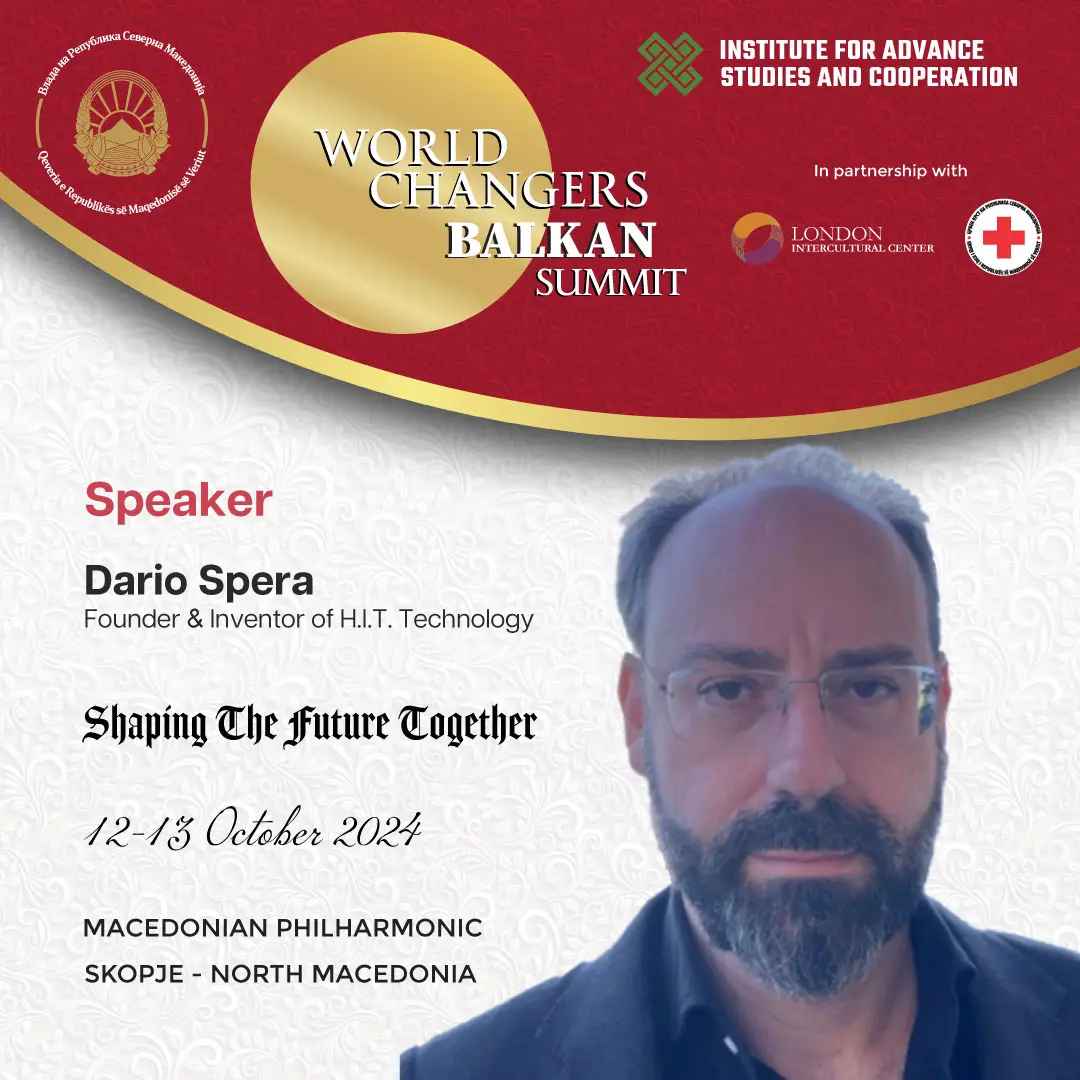 Влада на Република Северна Македонија
Qeveria e Republikës së Maqedonisë së Veriut
WORLD
CHANGERS
BALKAN
SUMMIT
INSTITUTE FOR ADVANCE
STUDIES AND COOPERATION
In partnership with
LONDON
INTERCULTURAL CENTER
Speaker
Dario Spera
Founder & Inventor of H.I.T. Technology
Shaping The Future Together
12-13 October 2024
MACEDONIAN PHILHARMONIC
SKOPJE - NORTH MACEDONIA